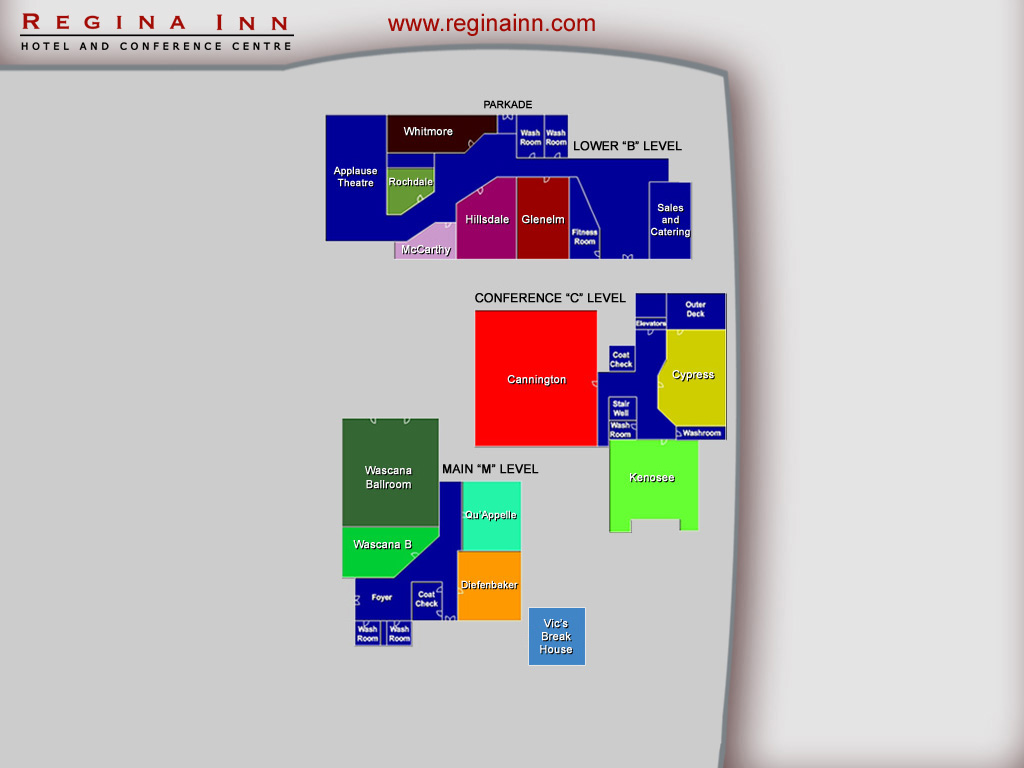 REGINA INN
HOTEL AND CONFERENCE CENTRE
www.reginainn.com
PARKADE
Whitmore
Wash
Room
Wash
Room
LOWER “B” LEVEL
Applause
Theatre
Rochdale
Hillsdale
Glenelm
Sales
and
Catering
Fitness
Room
McCarthy
CONFERENCE “C” LEVEL
Outer
Deck
Elevators
Coat
Check
Cannington
Cypress
Stair
Well
Wash
Room
Washroom
Kenosee
Wascana
Ballroom
MAIN “M” LEVEL
Qu'Appelle
Wascana B
Diefenbaker
Foyer
Coat
Check
Wash
Room
Wash
Room
Vic's
Break
House